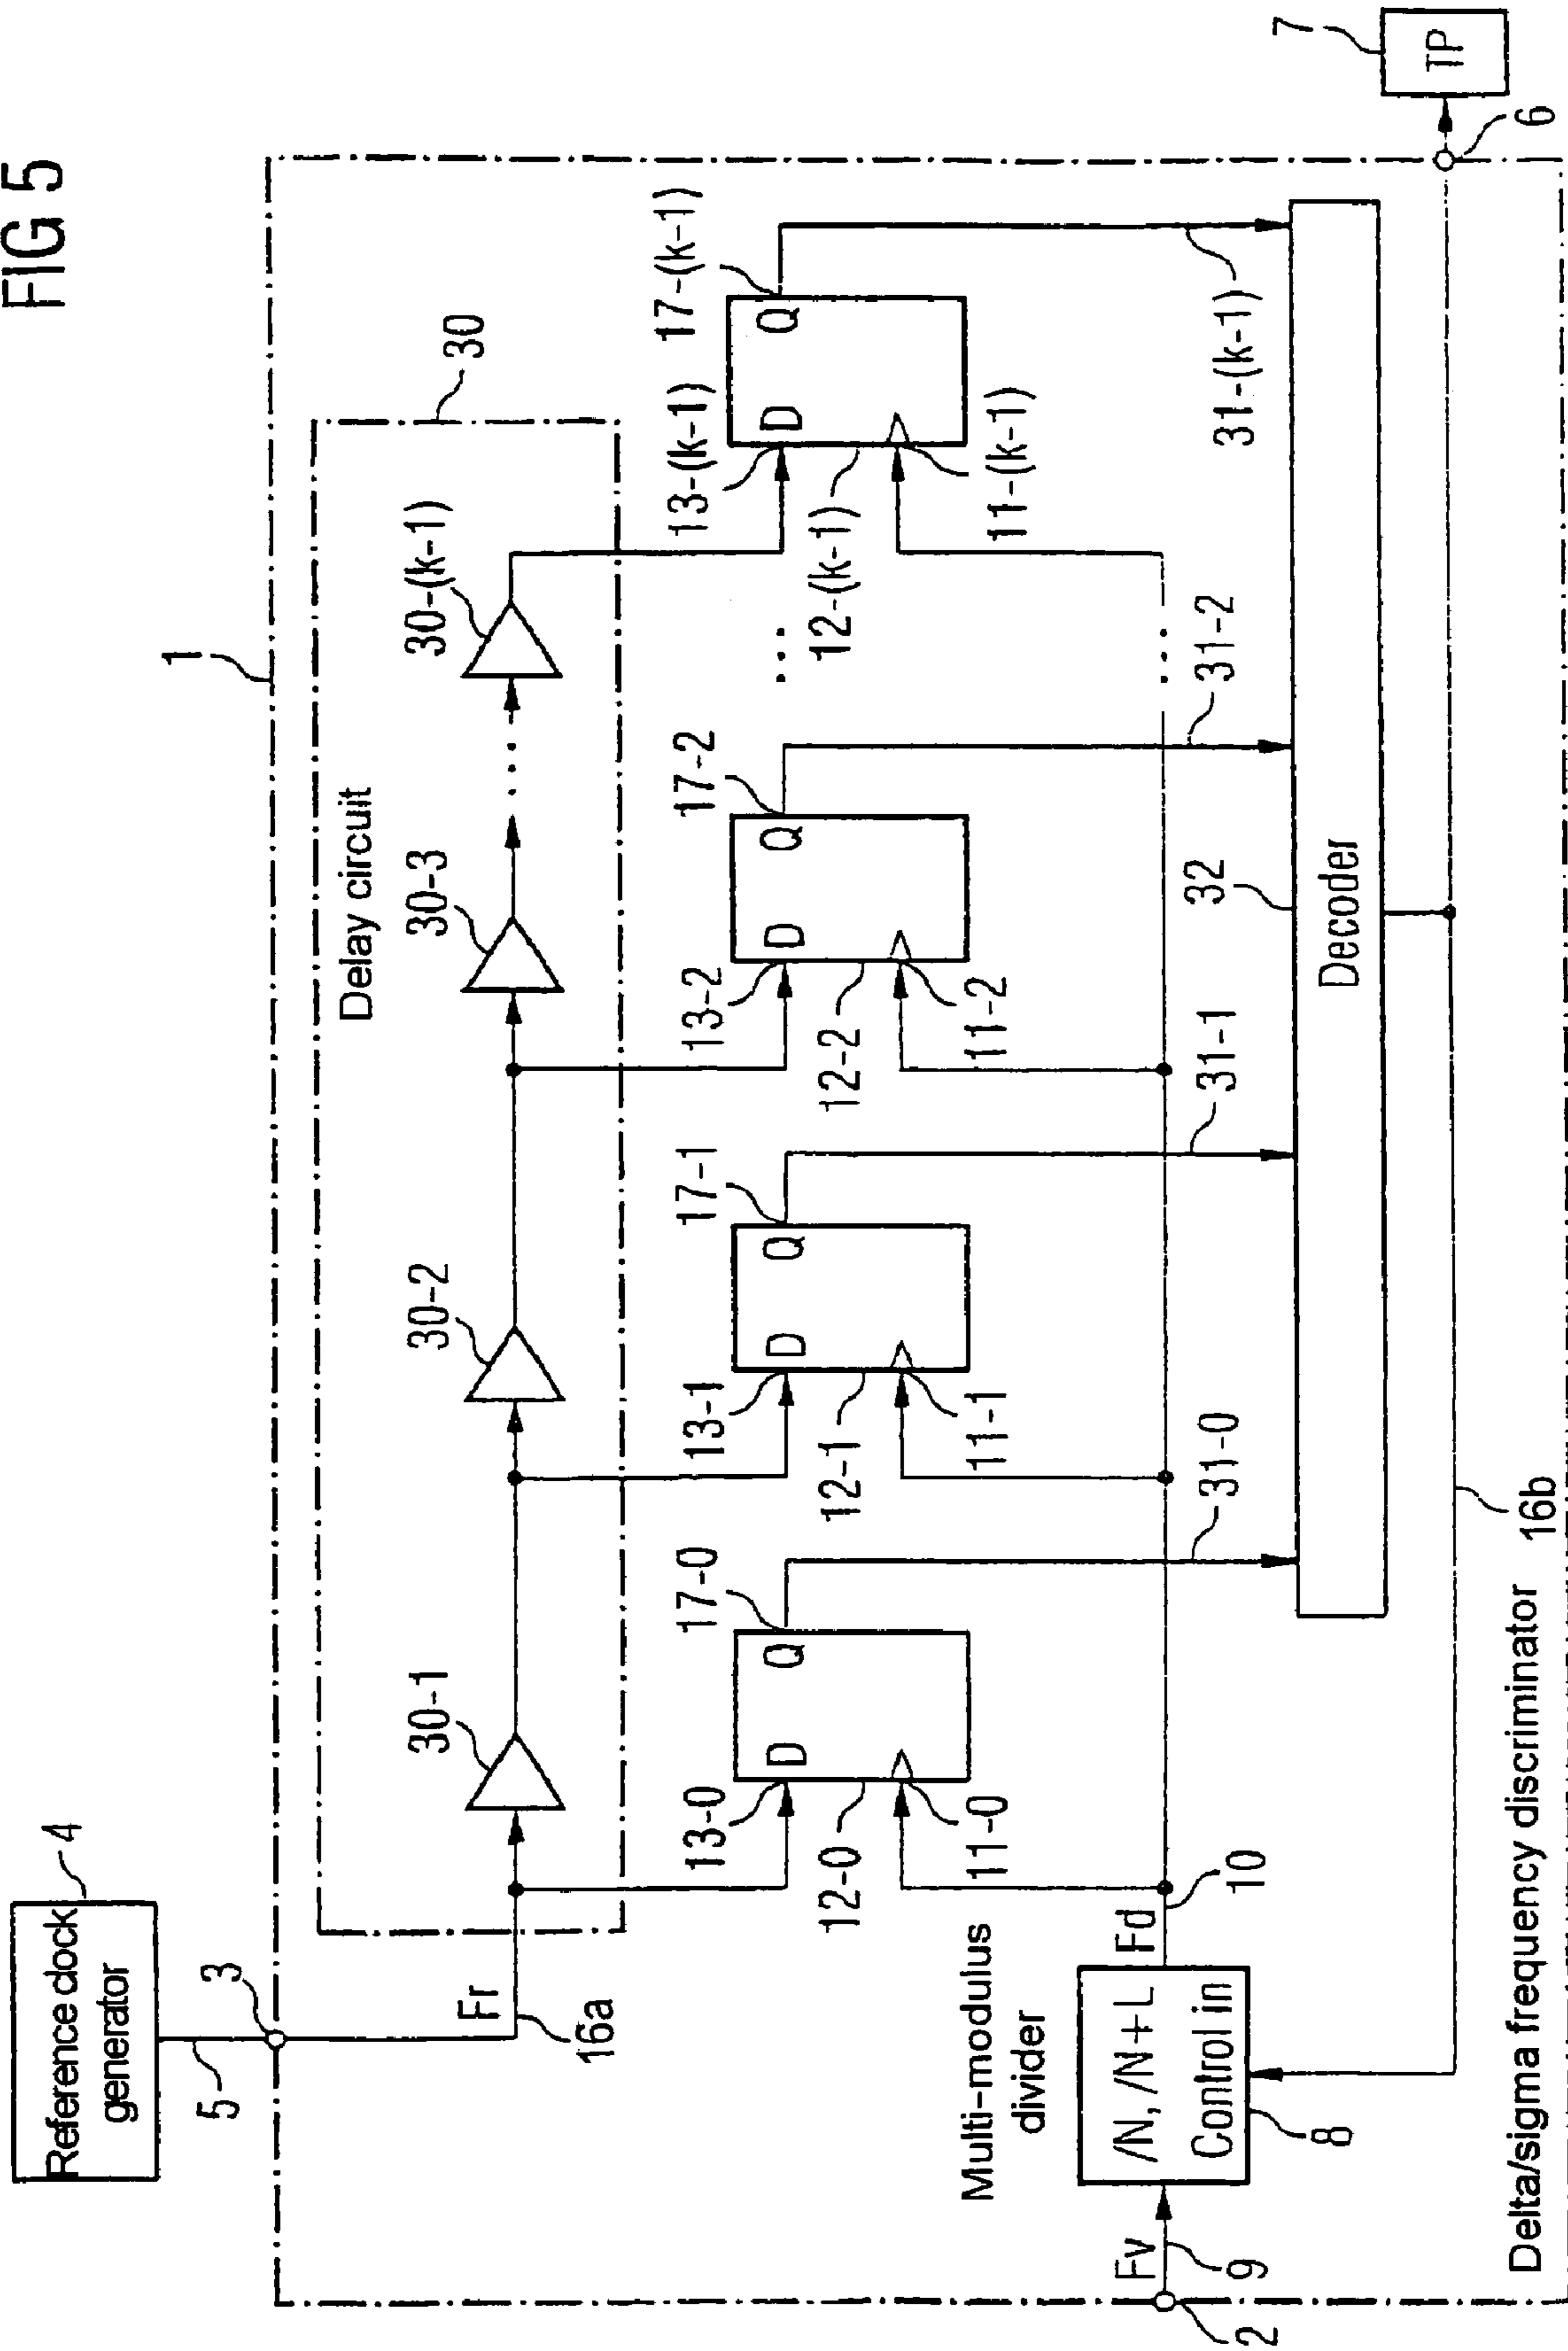 FIG 5
Reference dock
generator
4
5
3
1
Fr
16a
Delay circuit
30
30-1
30-2
30-3
...
30-(k-1)
13-0
17-0
D
Q
12-0
11-0
13-1
17-1
D
Q
12-1
11-1
13-2
17-2
D
Q
12-2
11-2
...
13-(k-1)
17-(k-1)
D
Q
12-(k-1)
11-(k-1)
...
Multi-modulus
divider
Fv
9
2
/N, /N+L
Control in
8
Fd
10
31-0
31-1
31-2
31-(k-1)
32
Decoder
7
TP
6
16b
Delta/sigma frequency discriminator